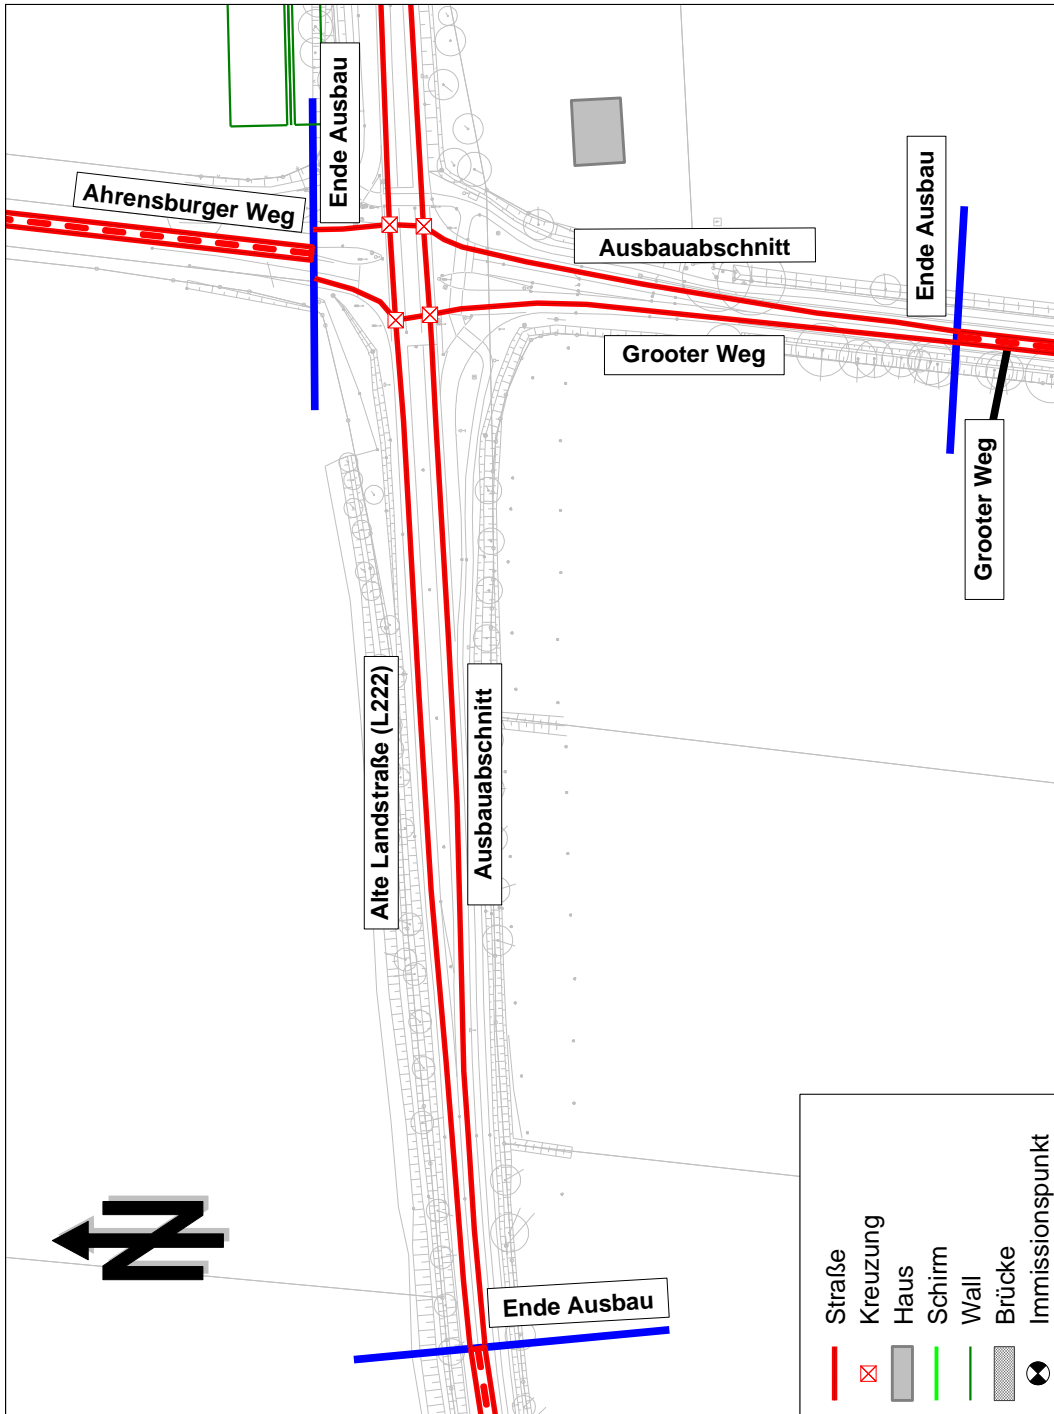 Ahrensburger Weg
Ende Ausbau
Ausbauabschnitt
Ende Ausbau
Grooter Weg
Grooter Weg
Alte Landstraße (L222)
Ausbauabschnitt
N
Ende Ausbau
Straße
Kreuzung
Haus
Schirm
Wall
Brücke
Immissionspunkt